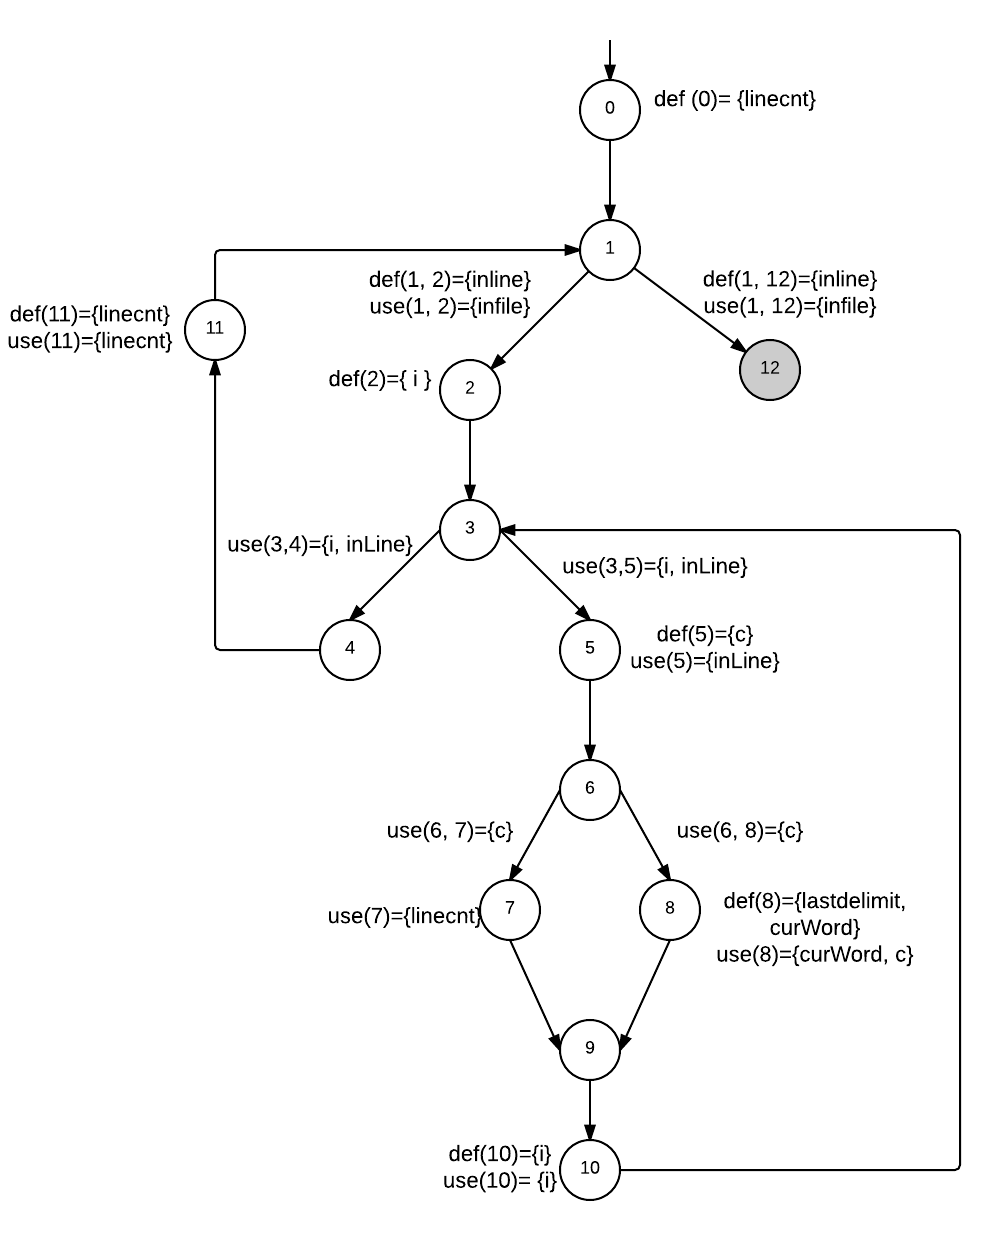 0
def (0)= {linecnt}
1
def(1, 2)={inline}
use(1, 2)={infile}
def(1, 12)={inline}
use(1, 12)={infile}
def(11)={linecnt}
use(11)={linecnt}
11
12
def(2)={ i }
2
3
use(3,4)={i, inLine}
use(3,5)={i, inLine}
4
5
def(5)={c}
use(5)={inLine}
6
use(6, 7)={c}
use(6, 8)={c}
use(7)={linecnt}
7
8
def(8)={lastdelimit,
curWord}
use(8)={curWord, c}
9
def(10)={i}
use(10)= {i}
10